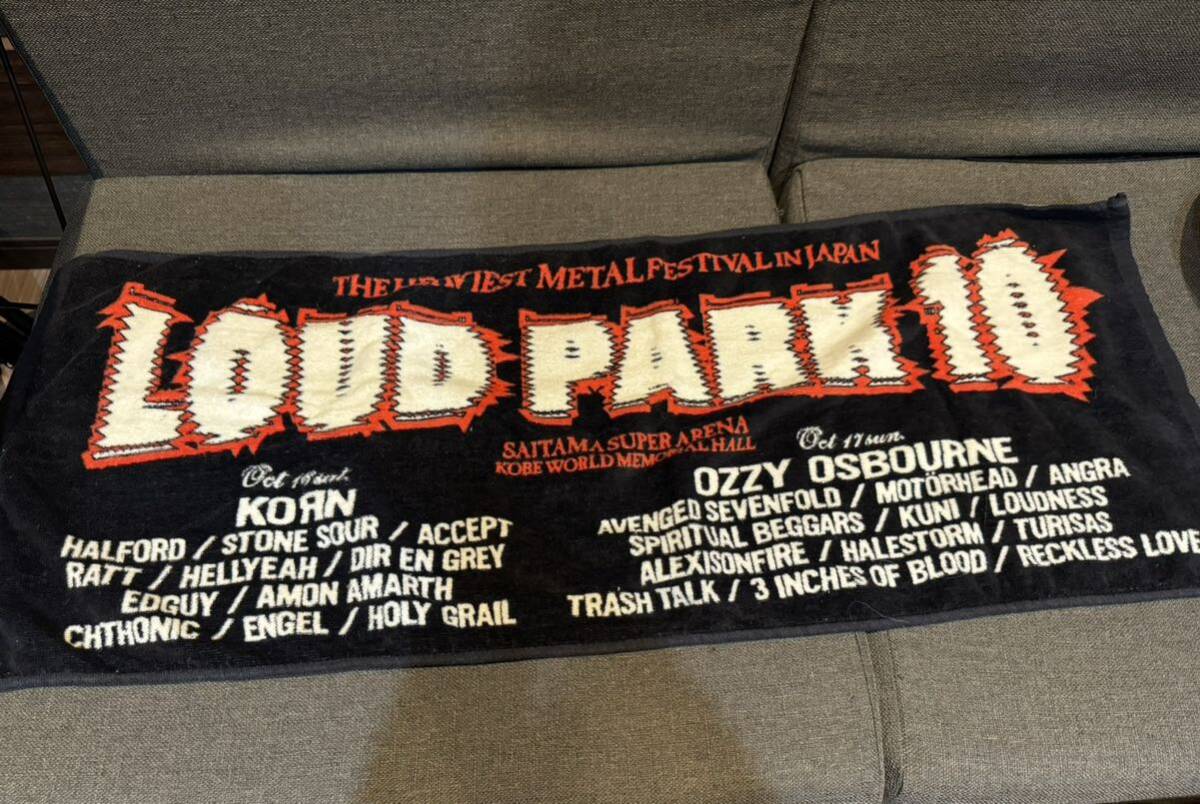 THE HEAVIEST METAL FESTIVAL IN JAPAN
LOUD PARK 10
SAITAMA SUPER ARENA
KOBE WORLD MEMORIAL HALL
Oct 16 sat.
KOЯN
HALFORD / STONE SOUR / ACCEPT
RATT / HELLYEAH / DIR EN GREY
EDGUY / AMON AMARTH
CHTHONIC / ENGEL / HOLY GRAIL
Oct 17 sun.
OZZY OSBOURNE
AVENGED SEVENFOLD / MOTÖRHEAD / ANGRA
SPIRITUAL BEGGARS / KUNI / LOUDNESS
ALEXISONFIRE / HALESTORM / TURISAS
TRASH TALK / 3 INCHES OF BLOOD / RECKLESS LOVE